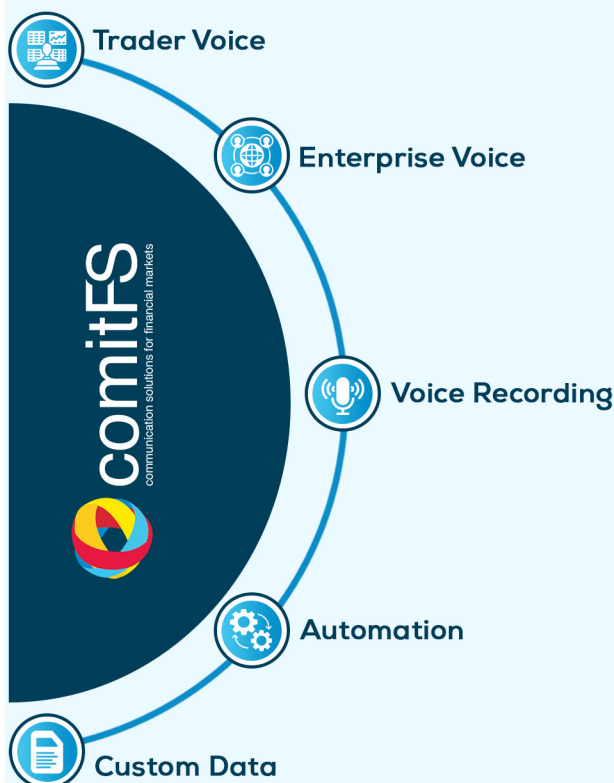 Trader Voice
Enterprise Voice
comitFS
communication solutions for financial markets
Voice Recording
Automation
Custom Data